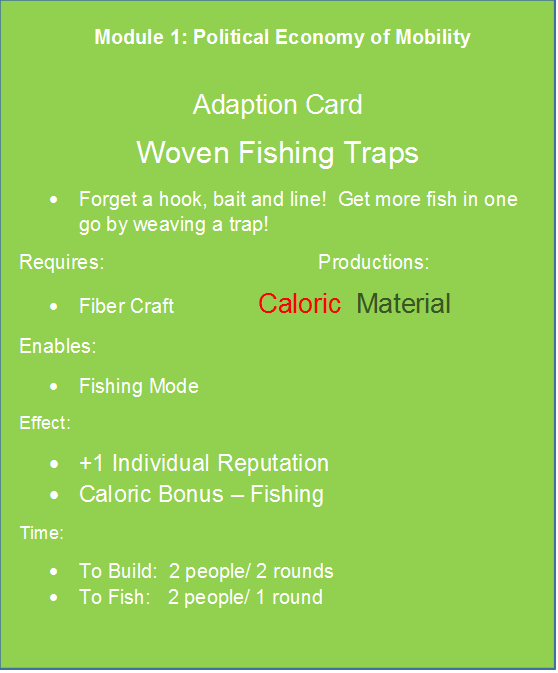 Module 1: Political Economy of Mobility
Adaption Card
Woven Fishing Traps
• Forget a hook, bait and line!  Get more fish in one
go by weaving a trap!
Requires: Productions:
• Fiber Craft Caloric Material
Enables:
• Fishing Mode
Effect:
• +1 Individual Reputation
• Caloric Bonus – Fishing
Time:
• To Build:  2 people/ 2 rounds
• To Fish:   2 people/ 1 round